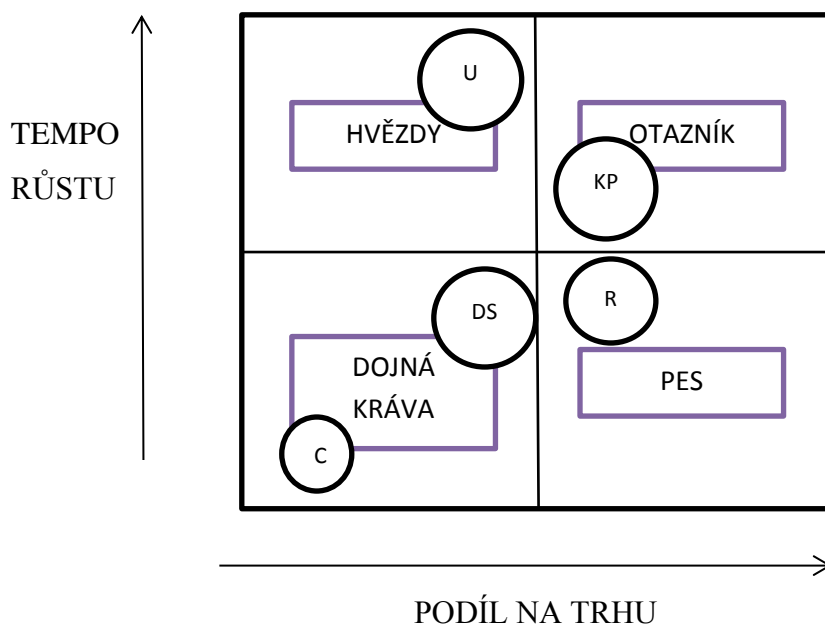 U
TEMPO
RŮSTU
HVĚZDY
OTAZNÍK
KP
DS
R
DOJNÁ
KRÁVA
PES
C
PODÍL NA TRHU